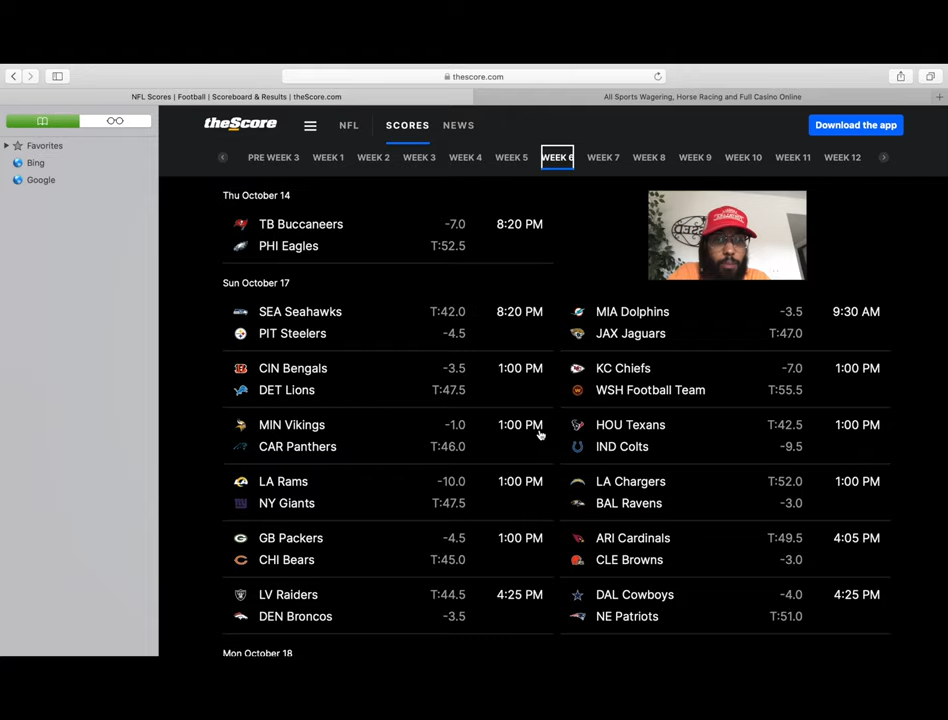 thescore.com
NFL Scores | Football | Scoreboard & Results | theScore.com
All Sports Wagering, Horse Racing and Full Casino Online
Favorites
Bing
Google
theScore
NFL
SCORES
NEWS
Download the app
PRE WEEK 3 WEEK 1 WEEK 2 WEEK 3 WEEK 4 WEEK 5 WEEK 6 WEEK 7 WEEK 8 WEEK 9 WEEK 10 WEEK 11 WEEK 12
Thu October 14
TB Buccaneers -7.0 8:20 PM
PHI Eagles T:52.5
Sun October 17
SEA Seahawks T:42.0 8:20 PM
PIT Steelers -4.5
MIA Dolphins -3.5 9:30 AM
JAX Jaguars T:47.0
CIN Bengals -3.5 1:00 PM
DET Lions T:47.5
KC Chiefs -7.0 1:00 PM
WSH Football Team T:55.5
MIN Vikings -1.0 1:00 PM
CAR Panthers T:46.0
HOU Texans T:42.5 1:00 PM
IND Colts -9.5
LA Rams -10.0 1:00 PM
NY Giants T:47.5
LA Chargers T:52.0 1:00 PM
BAL Ravens -3.0
GB Packers -4.5 1:00 PM
CHI Bears T:45.0
ARI Cardinals T:49.5 4:05 PM
CLE Browns -3.0
LV Raiders T:44.5 4:25 PM
DEN Broncos -3.5
DAL Cowboys -4.0 4:25 PM
NE Patriots T:51.0
Mon October 18